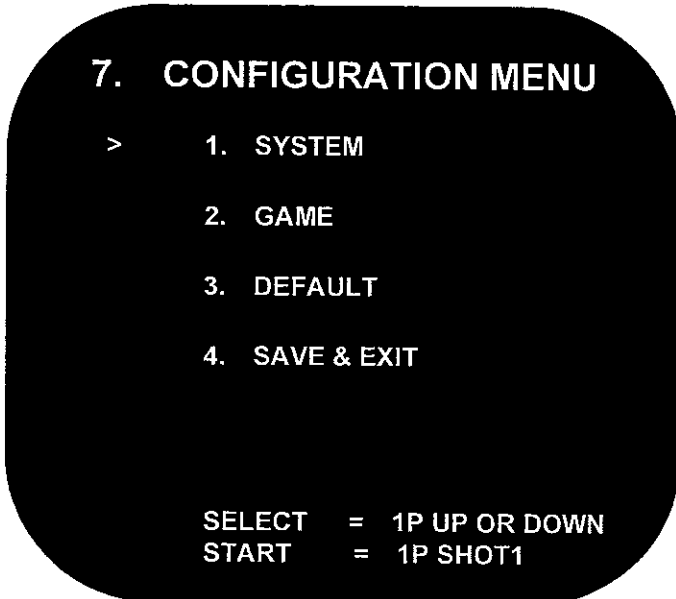 7. CONFIGURATION MENU
> 1. SYSTEM
2. GAME
3. DEFAULT
4. SAVE & EXIT
SELECT = 1P UP OR DOWN
START = 1P SHOT1